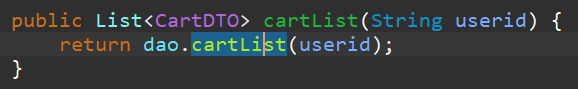 public List<CartDTO> cartList(String userid) {
    return dao.cartList(userid);
}